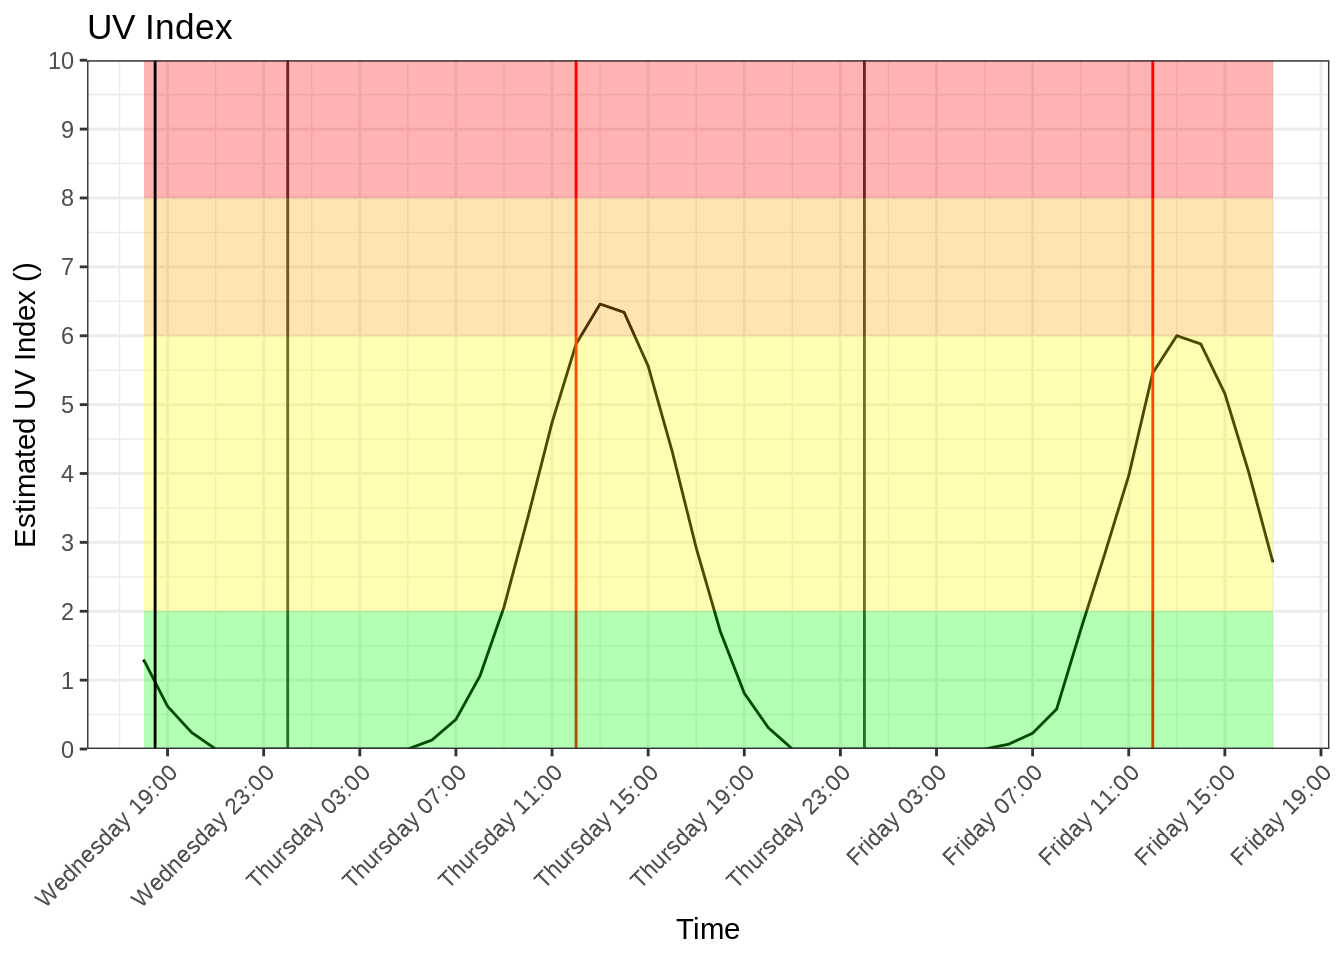 UV Index
Estimated UV Index ()
10
9
8
7
6
5
4
3
2
1
0
Wednesday 19:00
Wednesday 23:00
Thursday 03:00
Thursday 07:00
Thursday 11:00
Thursday 15:00
Thursday 19:00
Thursday 23:00
Friday 03:00
Friday 07:00
Friday 11:00
Friday 15:00
Friday 19:00
Time